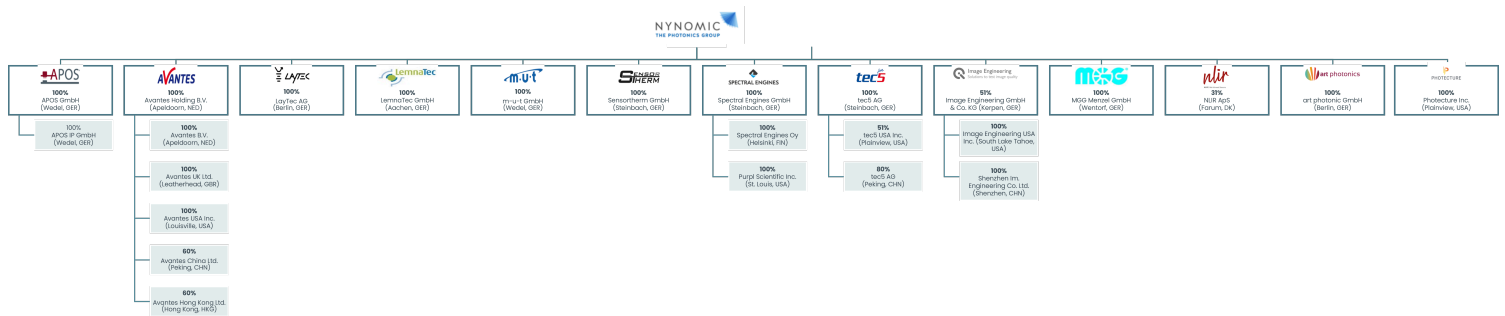 NYNOMIC
THE PHOTONICS GROUP
APOS
100%
APOS GmbH
(Wedel, GER)
100%
APOS IP GmbH
(Wedel, GER)
AVANTES
100%
Avantes Holding B.V.
(Apeldoorn, NED)
100%
Avantes B.V.
(Apeldoorn, NED)
100%
Avantes UK Ltd.
(Leatherhead, GBR)
100%
Avantes USA Inc.
(Louisville, USA)
60%
Avantes China Ltd.
(Peking, CHN)
60%
Avantes Hong Kong Ltd.
(Hong Kong, HKG)
LAYTEC
100%
LayTec AG
(Berlin, GER)
LemnaTec
100%
LemnaTec GmbH
(Aachen, GER)
m·u·t
100%
m-u-t GmbH
(Wedel, GER)
SENSOR
THERM
100%
Sensortherm GmbH
(Steinbach, GER)
SPECTRAL ENGINES
100%
Spectral Engines GmbH
(Steinbach, GER)
100%
Spectral Engines Oy
(Helsinki, FIN)
100%
Purpl Scientific Inc.
(St. Louis, USA)
tec5
100%
tec5 AG
(Steinbach, GER)
51%
tec5 USA Inc.
(Plainview, USA)
80%
tec5 AG
(Peking, CHN)
Image Engineering
51%
Image Engineering GmbH
& Co. KG (Kerpen, GER)
100%
Image Engineering USA
Inc. (South Lake Tahoe,
USA)
100%
Shenzhen Im.
Engineering Co. Ltd.
(Shenzhen, CHN)
MGG
100%
MGG Menzel GmbH
(Wentorf, GER)
nlir
31%
NLIR ApS
(Farum, DK)
art photonics
100%
art photonic GmbH
(Berlin, GER)
PHOTECTURE
100%
Photecture Inc.
(Plainview, USA)